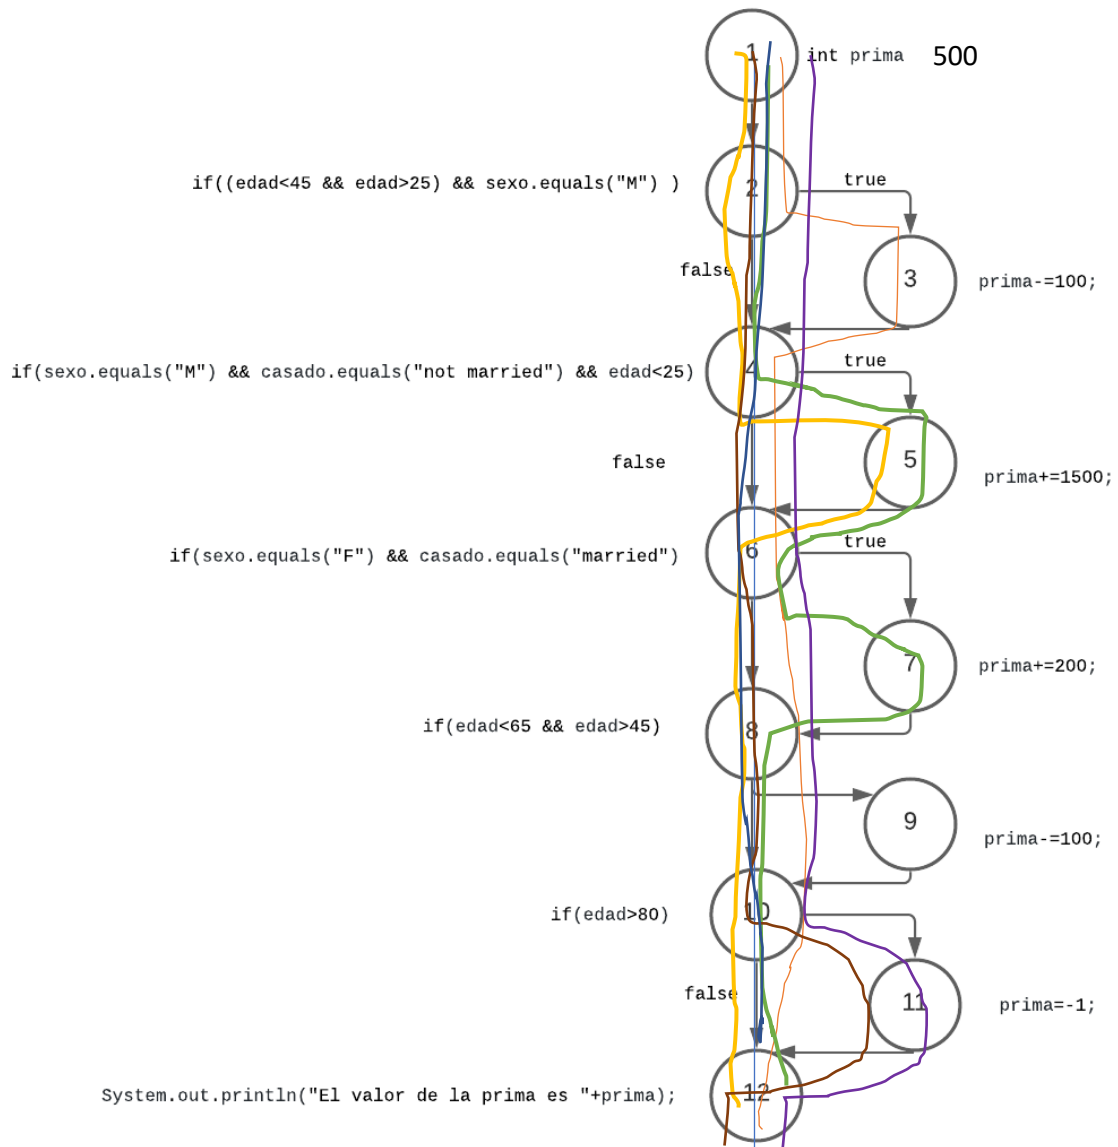 1 int prima 500
if((edad<45 && edad>25) && sexo.equals("M") ) 2 true
false 3 prima-=100;
if(sexo.equals("M") && casado.equals("not married") && edad<25) 4 true
false 5 prima+=1500;
if(sexo.equals("F") && casado.equals("married") 6 true
7 prima+=200;
if(edad<65 && edad>45) 8
9 prima-=100;
if(edad>80) 10
false 11 prima=-1;
System.out.println("El valor de la prima es "+prima); 12